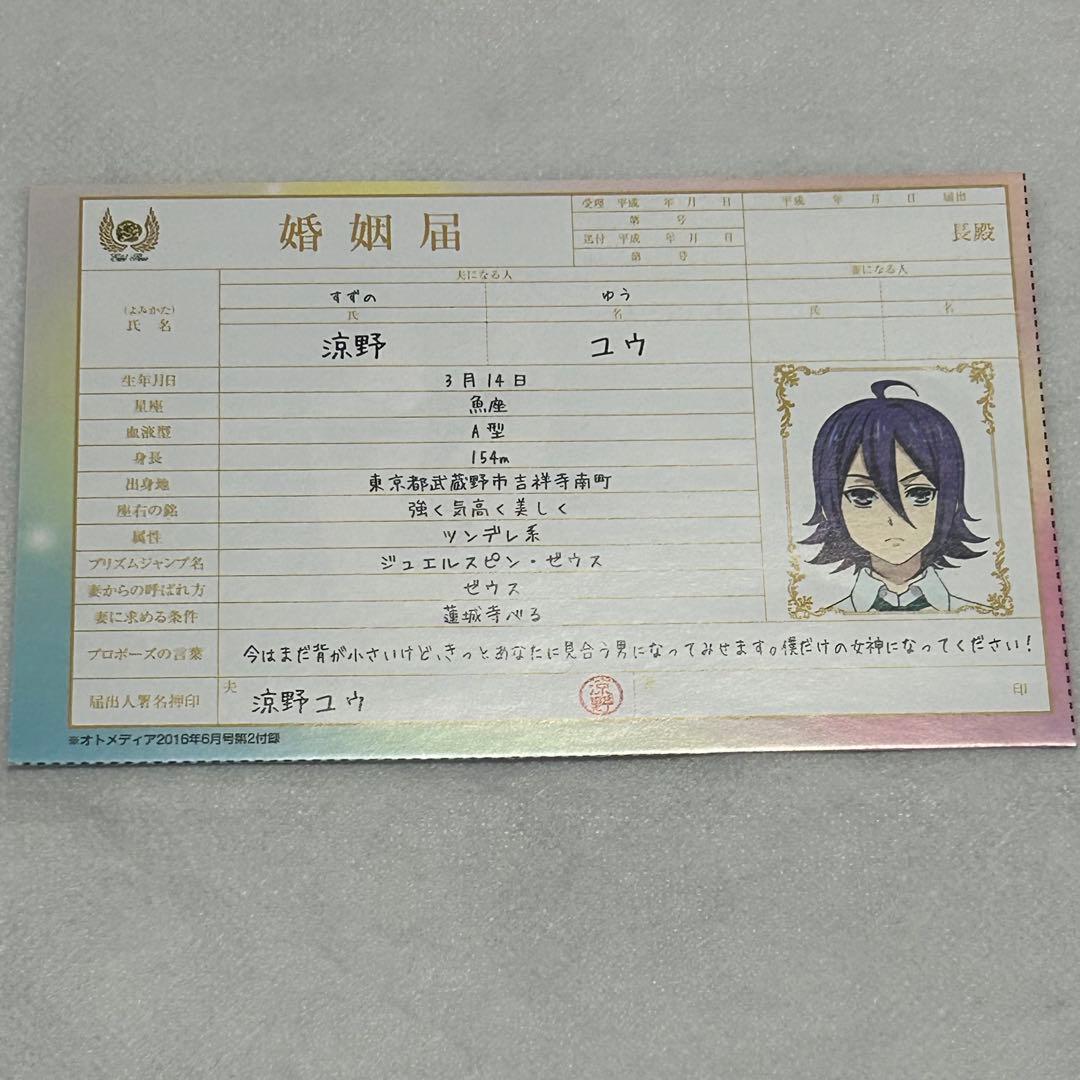 婚姻届
受理 平成 年 月 日
第 号
送付 平成 年 月 日
第 号
平成 年 月 日 届出
長殿
Edel Rose
夫になる人
妻になる人
(よみかた)
氏名
すずの ゆう
氏 名
氏 名
涼野 ユウ
生年月日 3月14日
星座 魚座
血液型 A型
身長 154m
出身地 東京都武蔵野市吉祥寺南町
座右の銘 強く気高く美しく
属性 ツンデレ系
プリズムジャンプ名 ジュエルスピン・ゼウス
妻からの呼ばれ方 ゼウス
妻に求める条件 蓮城寺べる
プロポーズの言葉 今はまだ背が小さいけど、きっとあなたに見合う男になってみせます。僕だけの女神になってください!
届出人署名押印 夫 涼野ユウ 涼野 妻 印
※オトメディア2016年6月号第2付録